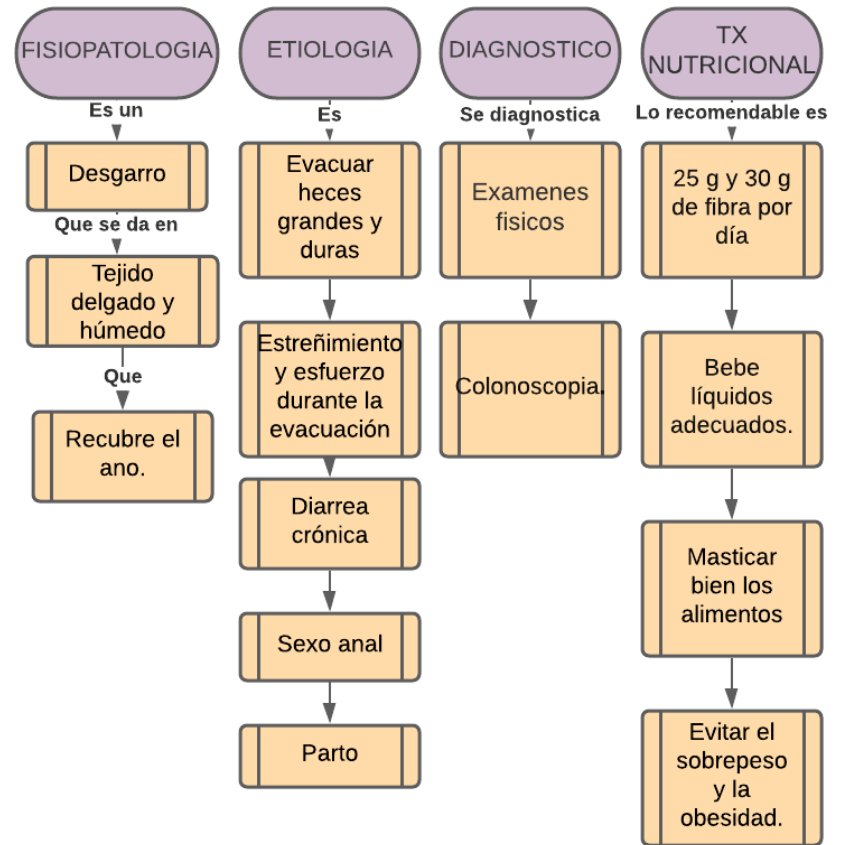 FISIOPATOLOGIA
Es un
Desgarro
Que se da en
Tejido
delgado y
húmedo
Que
Recubre el
ano.
ETIOLOGIA
Es
Evacuar
heces
grandes y
duras
Estreñimiento
y esfuerzo
durante la
evacuación
Diarrea
crónica
Sexo anal
Parto
DIAGNOSTICO
Se diagnostica
Examenes
fisicos
Colonoscopia.
TX
NUTRICIONAL
Lo recomendable es
25 g y 30 g
de fibra por
día
Bebe
líquidos
adecuados.
Masticar
bien los
alimentos
Evitar el
sobrepeso
y la
obesidad.